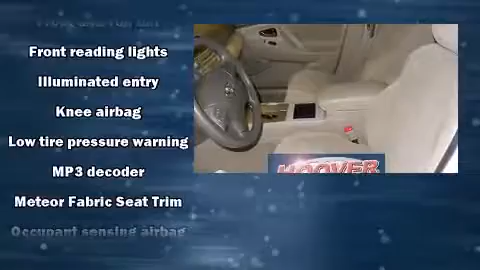 Front reading lights
Illuminated entry
Knee airbag
Low tire pressure warning
MP3 decoder
Meteor Fabric Seat Trim
Occupant sensing airbag
HOOVER